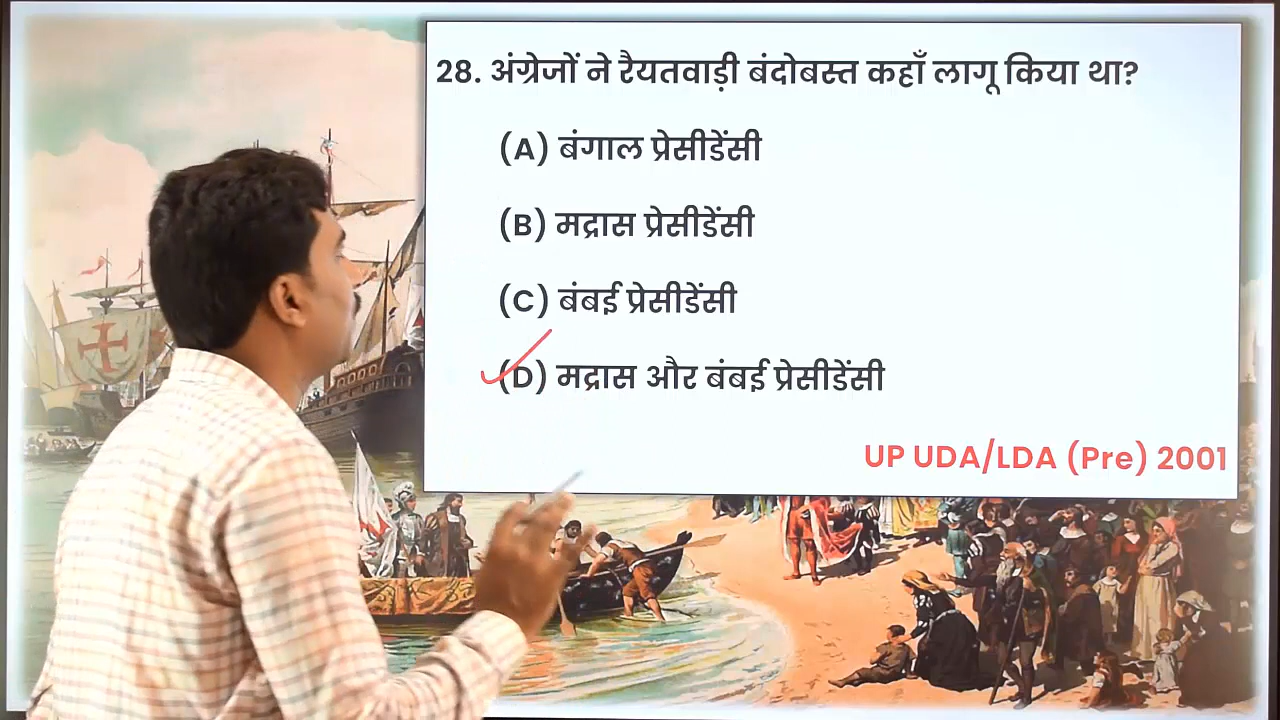 28. अंग्रेजों ने रैयतवाड़ी बंदोबस्त कहाँ लागू किया था?
(A) बंगाल प्रेसीडेंसी
(B) मद्रास प्रेसीडेंसी
(C) बंबई प्रेसीडेंसी
(D) मद्रास और बंबई प्रेसीडेंसी
UP UDA/LDA (Pre) 2001